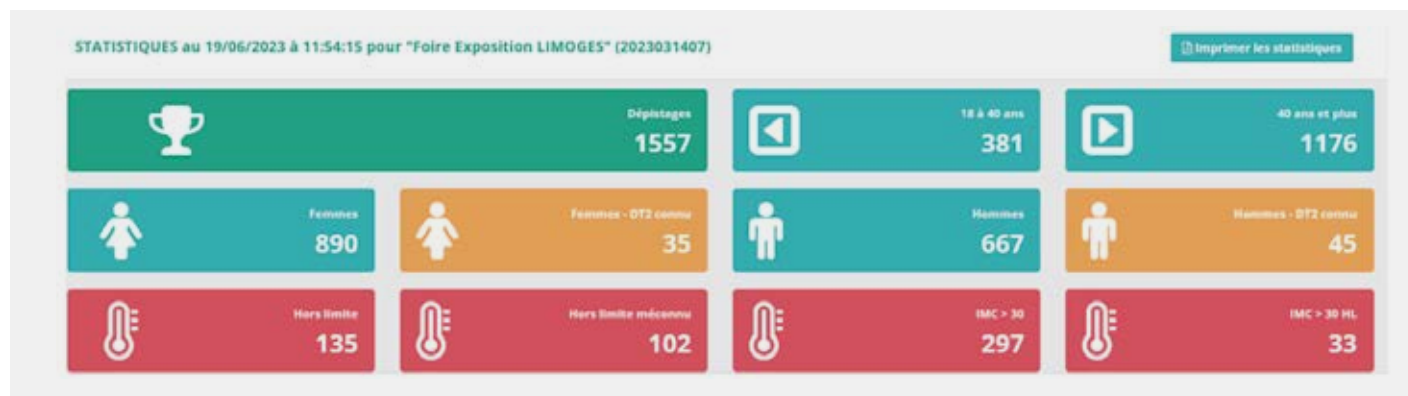 STATISTIQUES au 19/06/2023 à 11:54:15 pour "Foire Exposition LIMOGES" (2023031407)
Imprimer les statistiques
Dépistages
1557
18 à 40 ans
381
40 ans et plus
1176
Femmes
890
Femmes - DT2 connu
35
Hommes
667
Hommes - DT2 connu
45
Hors limite
135
Hors limite méconnu
102
IMC > 30
297
IMC > 30 HL
33